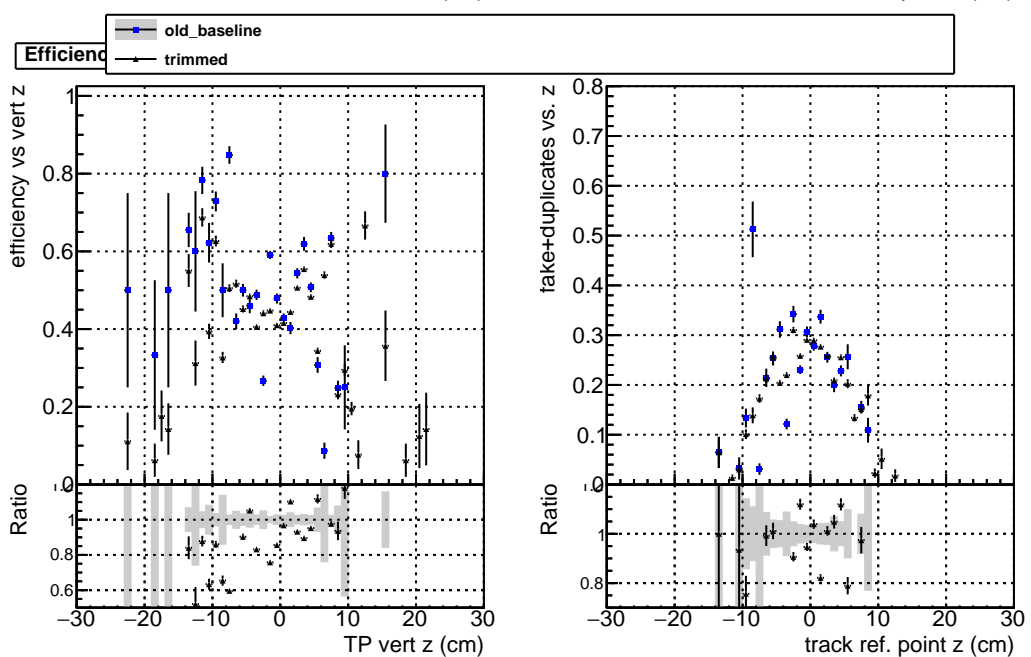 old_baseline
trimmed
efficiency vs vert z
1
0.8
0.6
0.4
0.2
0
Ratio
1
0.8
0.6
−30 −20 −10 0 10 20 30
TP vert z (cm)
fake+duplicates vs. z
0.8
0.7
0.6
0.5
0.4
0.3
0.2
0.1
0
Ratio
1
0.8
−30 −20 −10 0 10 20 30
track ref. point z (cm)